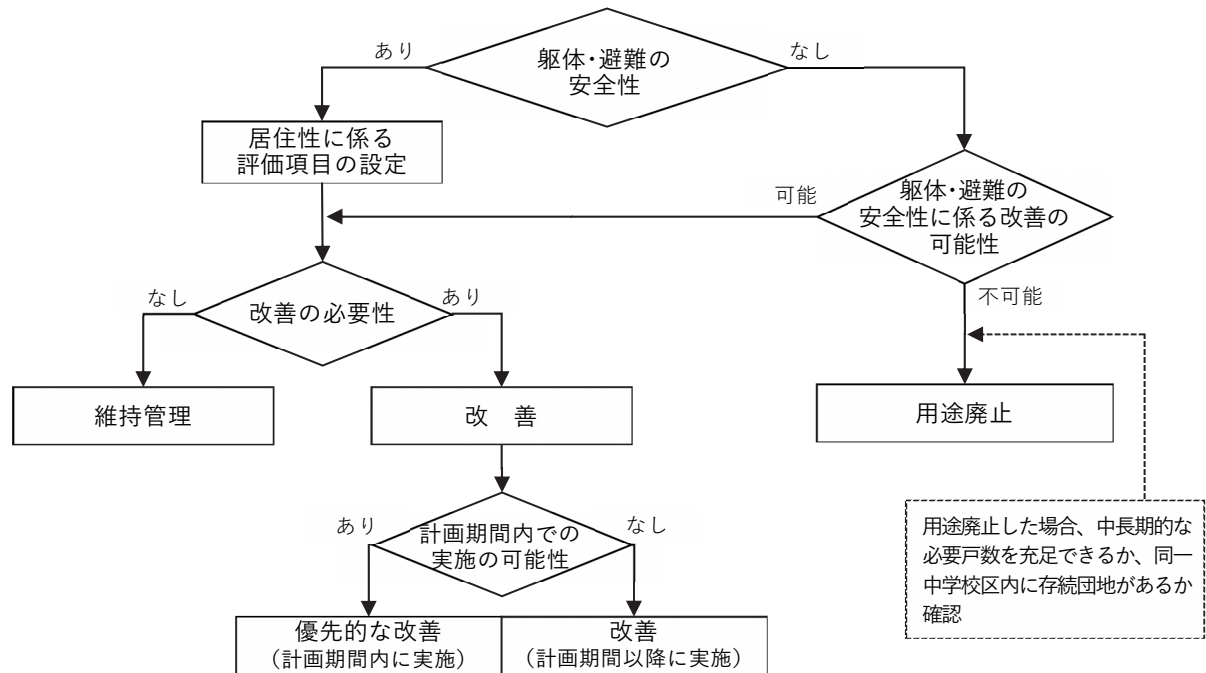 あり
躯体・避難の
安全性
なし
居住性に係る
評価項目の設定
可能
躯体・避難の
安全性に係る改善の
可能性
なし
改善の必要性
あり
不可能
維持管理
改　善
用途廃止
あり
計画期間内での
実施の可能性
なし
用途廃止した場合、中長期的な
必要戸数を充足できるか、同一
中学校区内に存続団地があるか
確認
優先的な改善
（計画期間内に実施）
改善
（計画期間以降に実施）